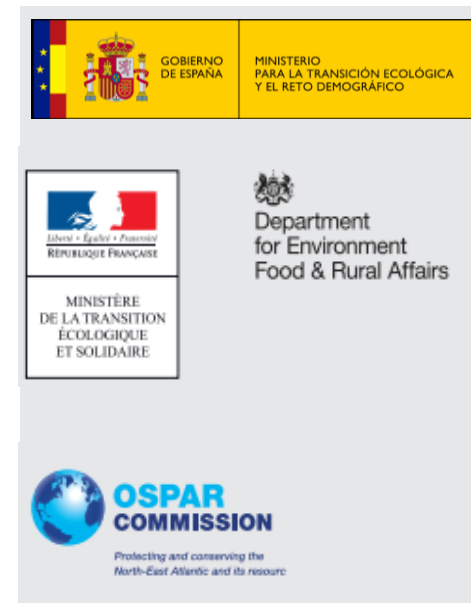 GOBIERNO
DE ESPAÑA
MINISTERIO
PARA LA TRANSICIÓN ECOLÓGICA
Y EL RETO DEMOGRÁFICO
Liberté • Égalité • Fraternité
RÉPUBLIQUE FRANÇAISE
MINISTÈRE
DE LA TRANSITION
ÉCOLOGIQUE
ET SOLIDAIRE
Department
for Environment
Food & Rural Affairs
OSPAR
COMMISSION
Protecting and conserving the
North-East Atlantic and its resourc